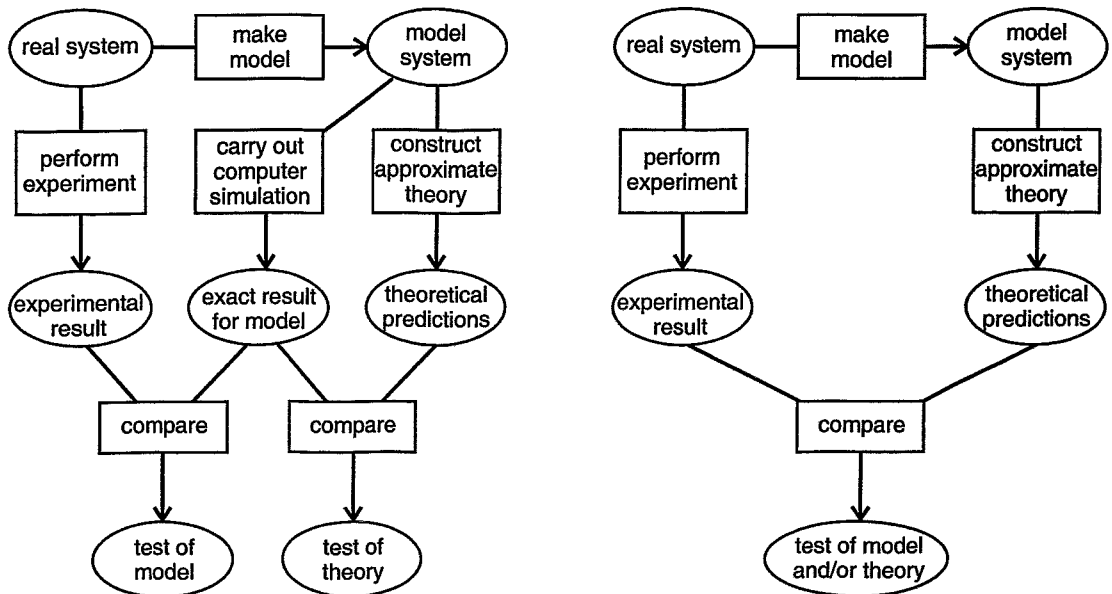 real system
make
model
model
system
perform
experiment
carry out
computer
simulation
construct
approximate
theory
experimental
result
exact result
for model
theoretical
predictions
compare
compare
test of
model
test of
theory
real system
make
model
model
system
perform
experiment
construct
approximate
theory
experimental
result
theoretical
predictions
compare
test of model
and/or theory